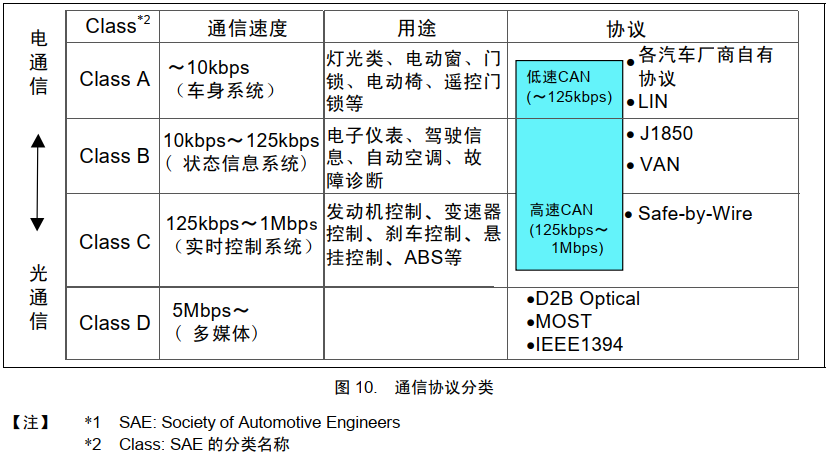 电通信
光通信
Class*2
通信速度
用途
协议
Class A
～10kbps
（车身系统）
灯光类、电动窗、门
锁、电动椅、遥控门
锁等
低速CAN
(～125kbps)
●各汽车厂商自有
协议
●LIN
Class B
10kbps～125kbps
( 状态信息系统）
电子仪表、驾驶信
息、自动空调、故
障诊断
●J1850
●VAN
Class C
125kbps～1Mbps
(实时控制系统）
发动机控制、变速器
控制、刹车控制、悬
挂控制、ABS等
高速CAN
(125kbps～
1Mbps)
●Safe-by-Wire
Class D
5Mbps～
( 多媒体）
●D2B Optical
●MOST
●IEEE1394
图 10. 通信协议分类
【注】 *1 SAE: Society of Automotive Engineers
*2 Class: SAE 的分类名称